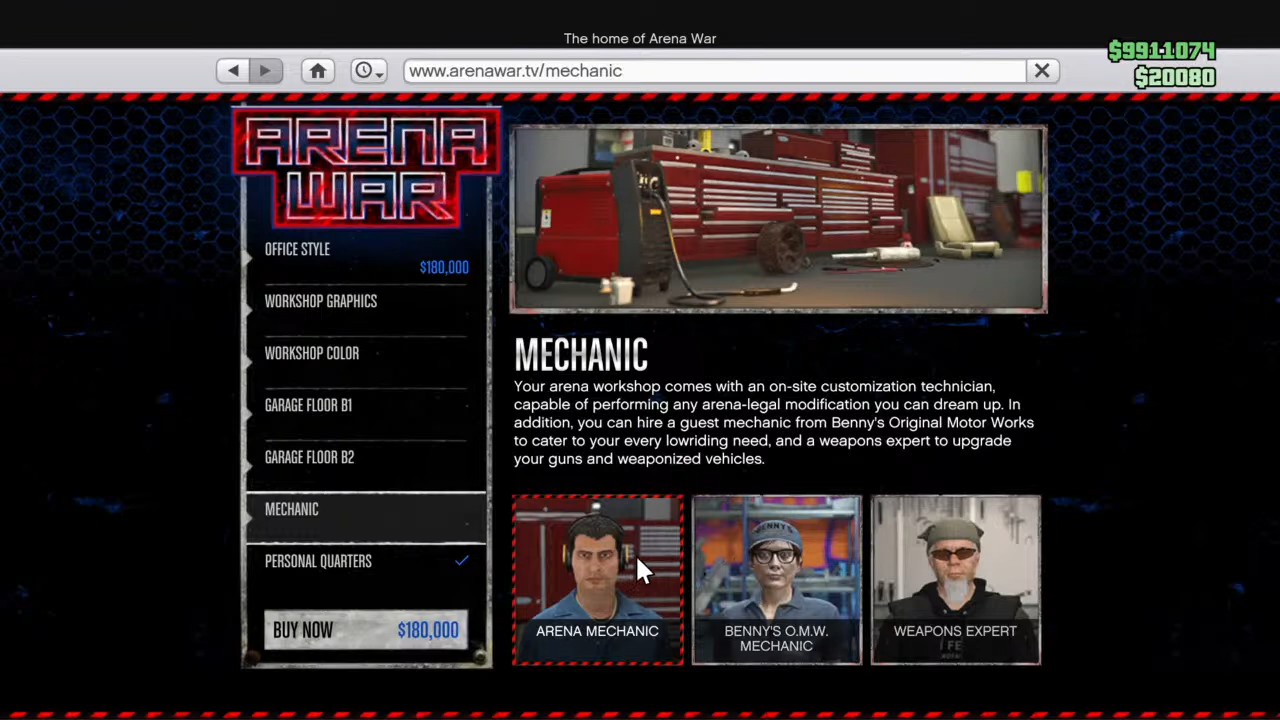 The home of Arena War
www.arenawar.tv/mechanic
$9911074
$20080
ARENA
WAR
OFFICE STYLE
$180,000
WORKSHOP GRAPHICS
WORKSHOP COLOR
GARAGE FLOOR B1
GARAGE FLOOR B2
MECHANIC
PERSONAL QUARTERS
BUY NOW $180,000
MECHANIC
Your arena workshop comes with an on-site customization technician,
capable of performing any arena-legal modification you can dream up. In
addition, you can hire a guest mechanic from Benny's Original Motor Works
to cater to your every lowriding need, and a weapons expert to upgrade
your guns and weaponized vehicles.
ARENA MECHANIC
BENNY'S
BENNY'S O.M.W.
MECHANIC
WEAPONS EXPERT